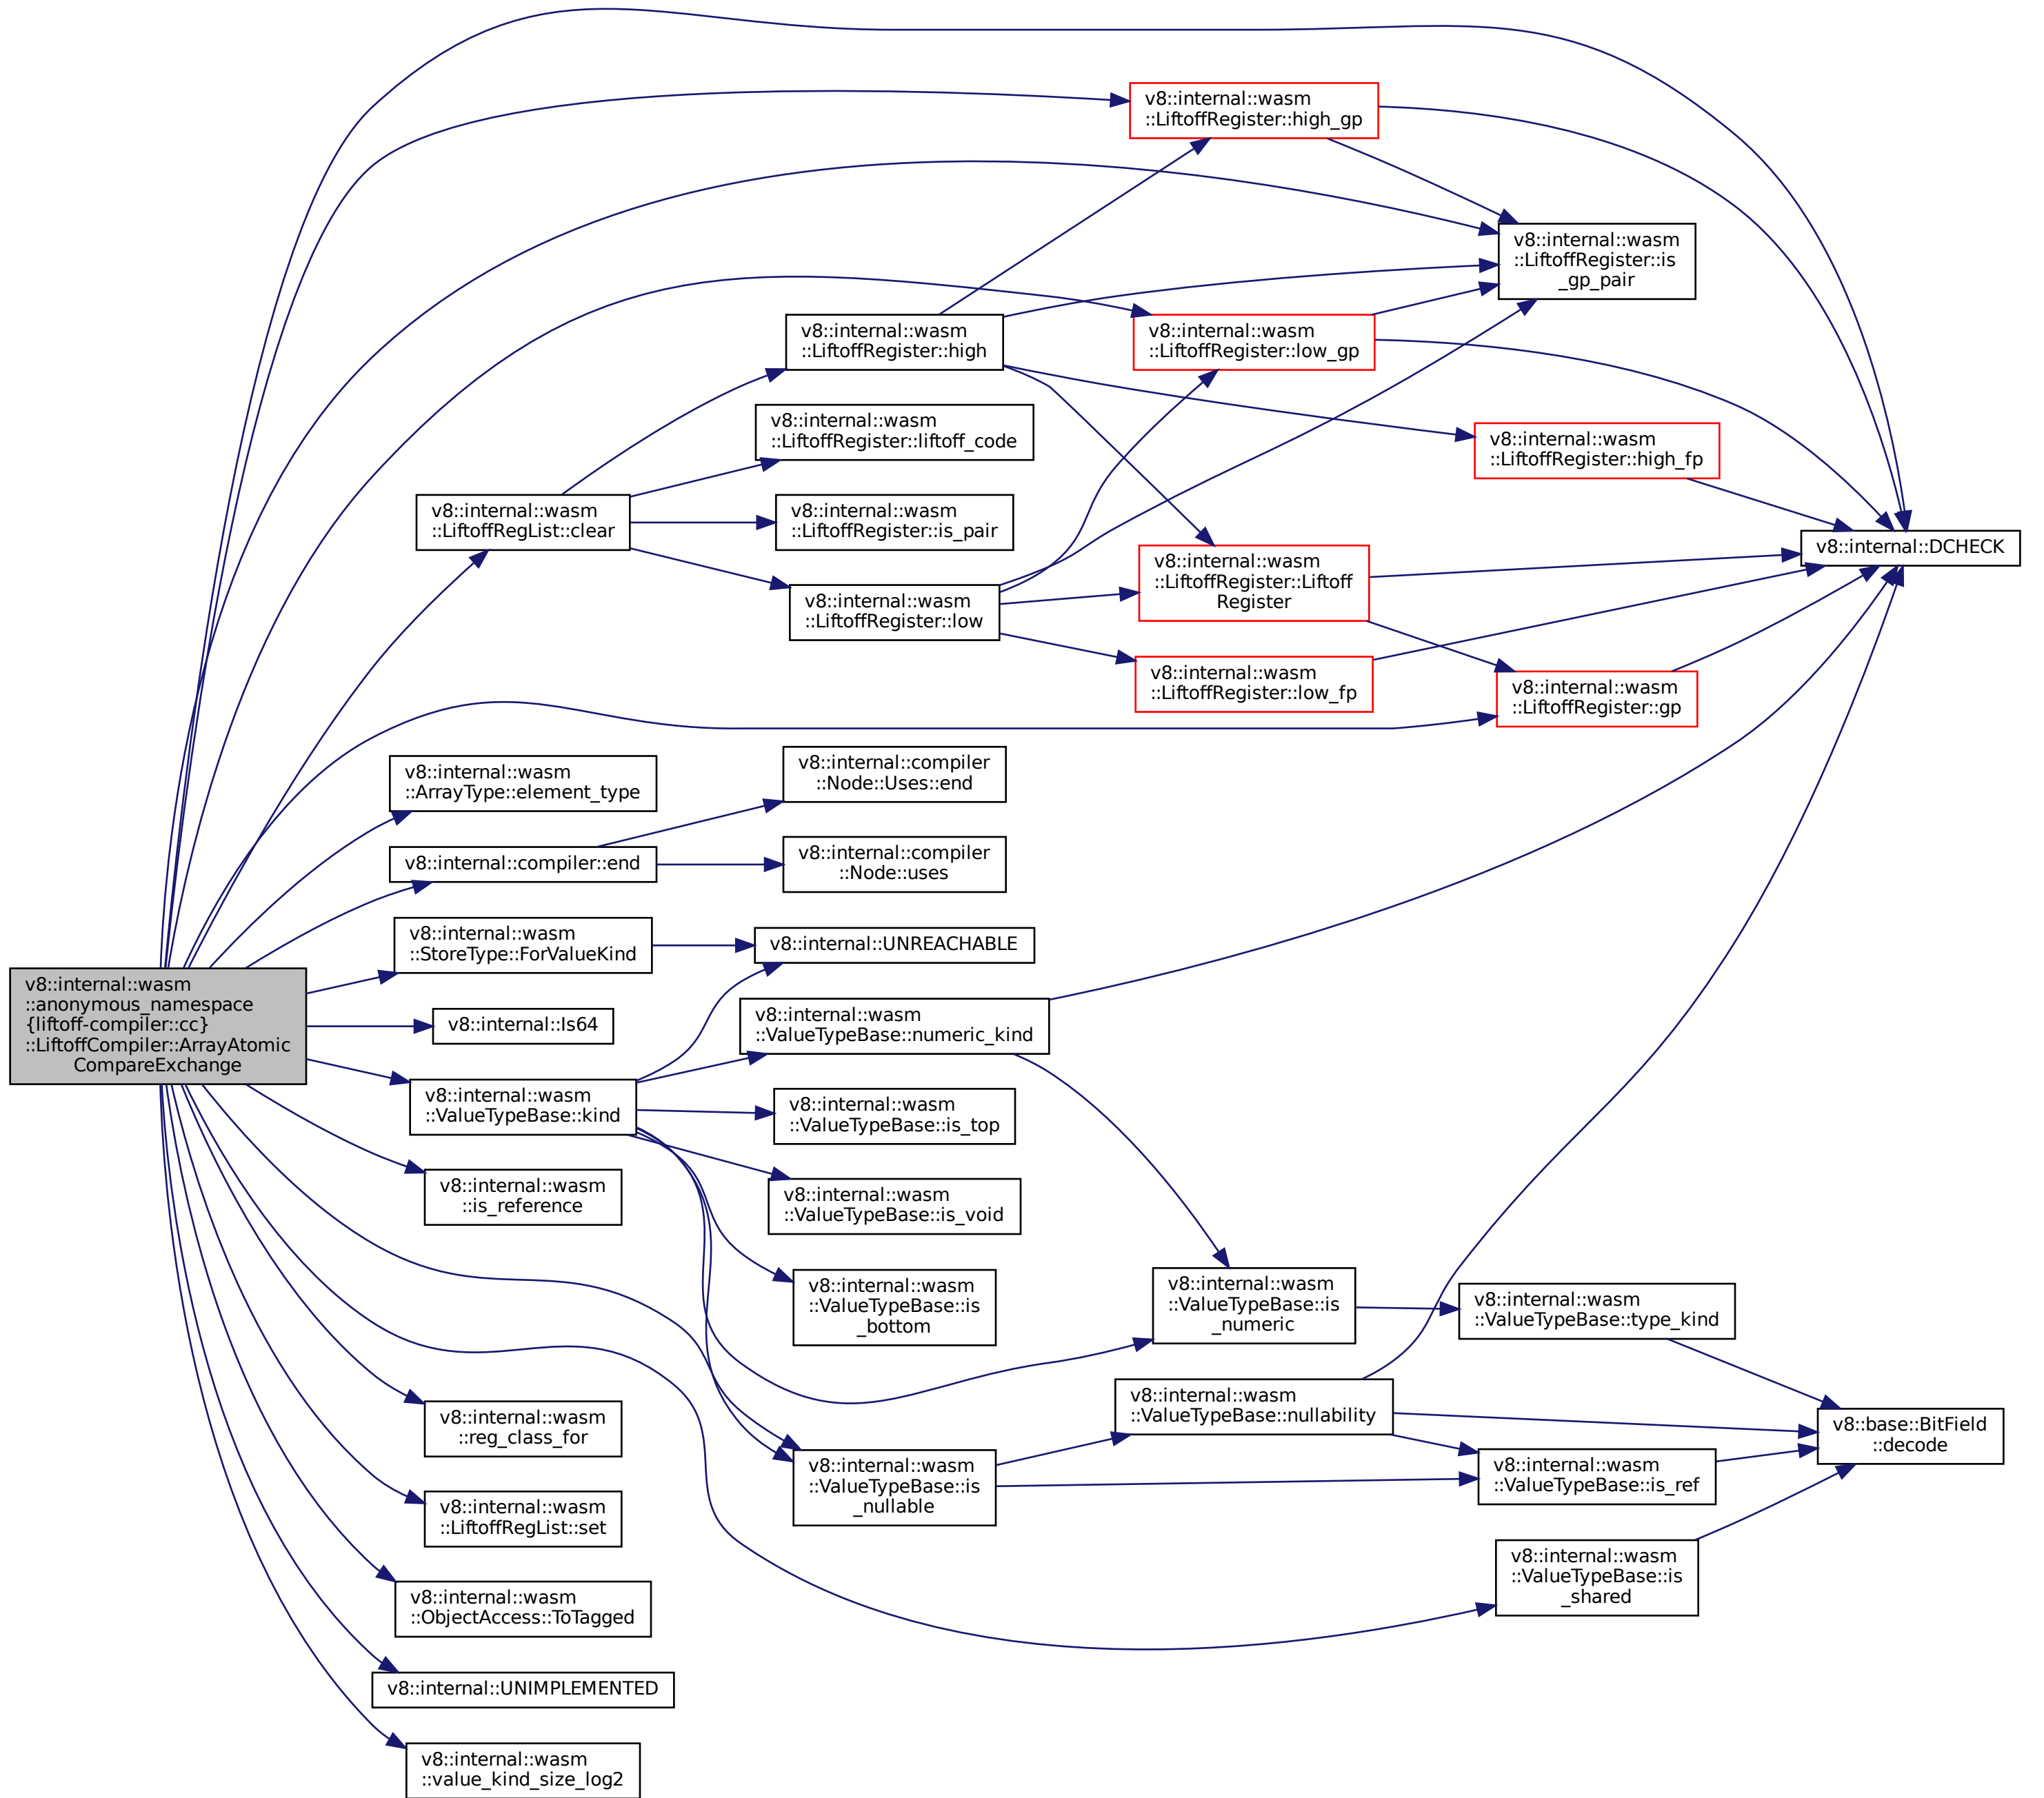 v8::internal::wasm
::anonymous_namespace
{liftoff-compiler::cc}
::LiftoffCompiler::ArrayAtomic
CompareExchange
v8::internal::wasm
::LiftoffRegList::clear
v8::internal::wasm
::ArrayType::element_type
v8::internal::compiler::end
v8::internal::wasm
::StoreType::ForValueKind
v8::internal::Is64
v8::internal::wasm
::ValueTypeBase::kind
v8::internal::wasm
::is_reference
v8::internal::wasm
::reg_class_for
v8::internal::wasm
::LiftoffRegList::set
v8::internal::wasm
::ObjectAccess::ToTagged
v8::internal::UNIMPLEMENTED
v8::internal::wasm
::value_kind_size_log2
v8::internal::wasm
::LiftoffRegister::high
v8::internal::wasm
::LiftoffRegister::liftoff_code
v8::internal::wasm
::LiftoffRegister::is_pair
v8::internal::wasm
::LiftoffRegister::low
v8::internal::compiler
::Node::Uses::end
v8::internal::compiler
::Node::uses
v8::internal::UNREACHABLE
v8::internal::wasm
::ValueTypeBase::numeric_kind
v8::internal::wasm
::ValueTypeBase::is_top
v8::internal::wasm
::ValueTypeBase::is_void
v8::internal::wasm
::ValueTypeBase::is
_bottom
v8::internal::wasm
::ValueTypeBase::is
_nullable
v8::internal::wasm
::LiftoffRegister::high_gp
v8::internal::wasm
::LiftoffRegister::low_gp
v8::internal::wasm
::LiftoffRegister::Liftoff
Register
v8::internal::wasm
::LiftoffRegister::low_fp
v8::internal::wasm
::ValueTypeBase::is
_numeric
v8::internal::wasm
::ValueTypeBase::nullability
v8::internal::wasm
::LiftoffRegister::is
_gp_pair
v8::internal::wasm
::LiftoffRegister::high_fp
v8::internal::wasm
::LiftoffRegister::gp
v8::internal::wasm
::ValueTypeBase::type_kind
v8::internal::wasm
::ValueTypeBase::is_ref
v8::internal::wasm
::ValueTypeBase::is
_shared
v8::internal::DCHECK
v8::base::BitField
::decode